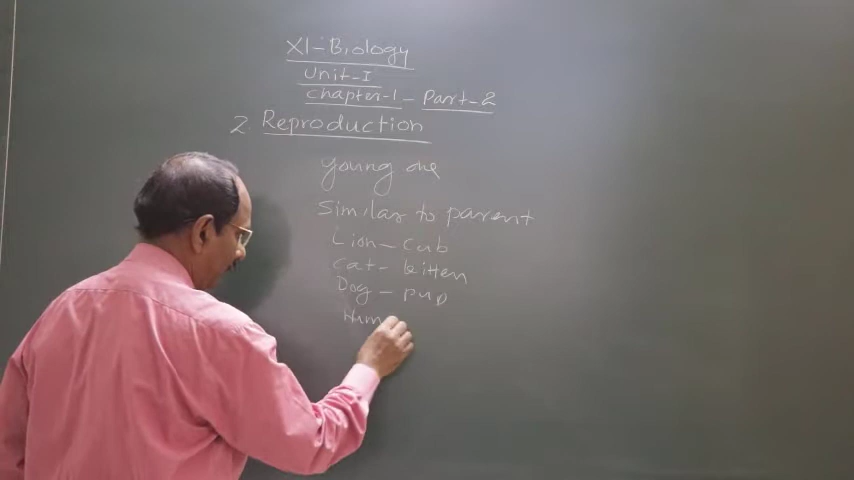 XI-Biology
Unit-I
Chapter-1 - Part-2
2. Reproduction
Young one
Similar to parent
Lion - Cub
Cat - kitten
Dog - pup
Hum